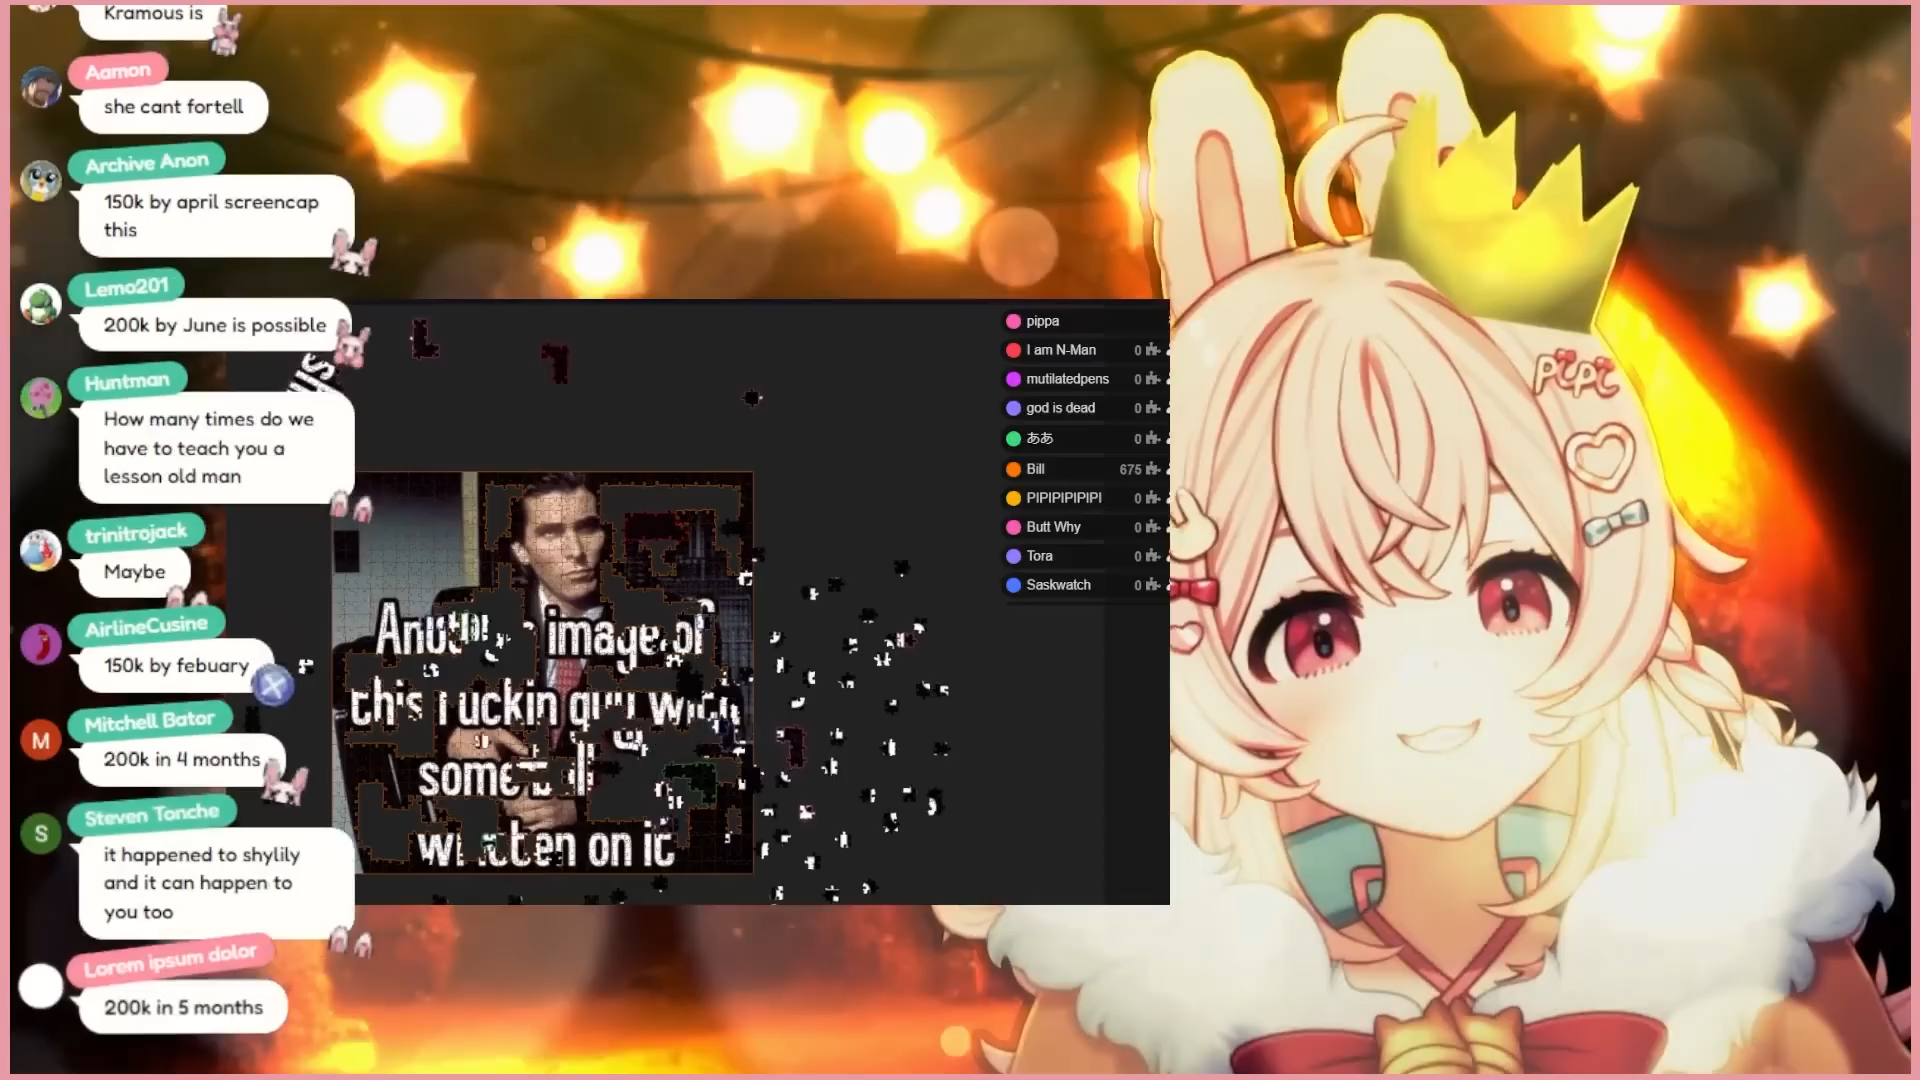 Kramous is
Aamon
she cant fortell
Archive Anon
150k by april screencap
this
Lemo201
200k by June is possible
Huntman
How many times do we
have to teach you a
lesson old man
trinitrojack
Maybe
AirlineCusine
150k by febuary
Mitchell Bator
200k in 4 months
M
Steven Tonche
S
it happened to shylily
and it can happen to
you too
Lorem ipsum dolor
200k in 5 months
image of
this
written on it
pippa
I am N-Man 0
mutilatedpens 0
god is dead 0
ああ 0
Bill 675
PIPIPIPIPIPI 0
Butt Why 0
Tora 0
Saskwatch 0
pipi